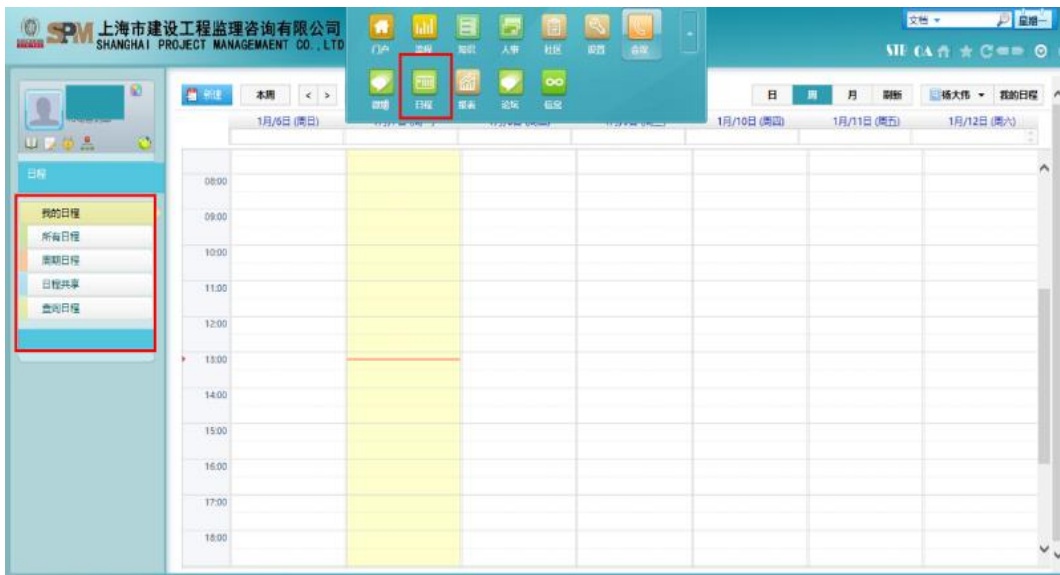 SPM 上海市建设工程监理咨询有限公司
SHANGHAI PROJECT MANAGEMAENT CO.,LTD
门户 流程 知识 人事 社区 设置 会议
微博 日程 报表 论坛 信息
文档
日程
我的日程
所有日程
周期日程
日程共享
查询日程
新建 本周 < > 日 周 月 刷新 杨大伟 我的日程
1月/6日 (周日) 1月/10日 (周四) 1月/11日 (周五) 1月/12日 (周六)
08:00
09:00
10:00
11:00
12:00
13:00
14:00
15:00
16:00
17:00
18:00